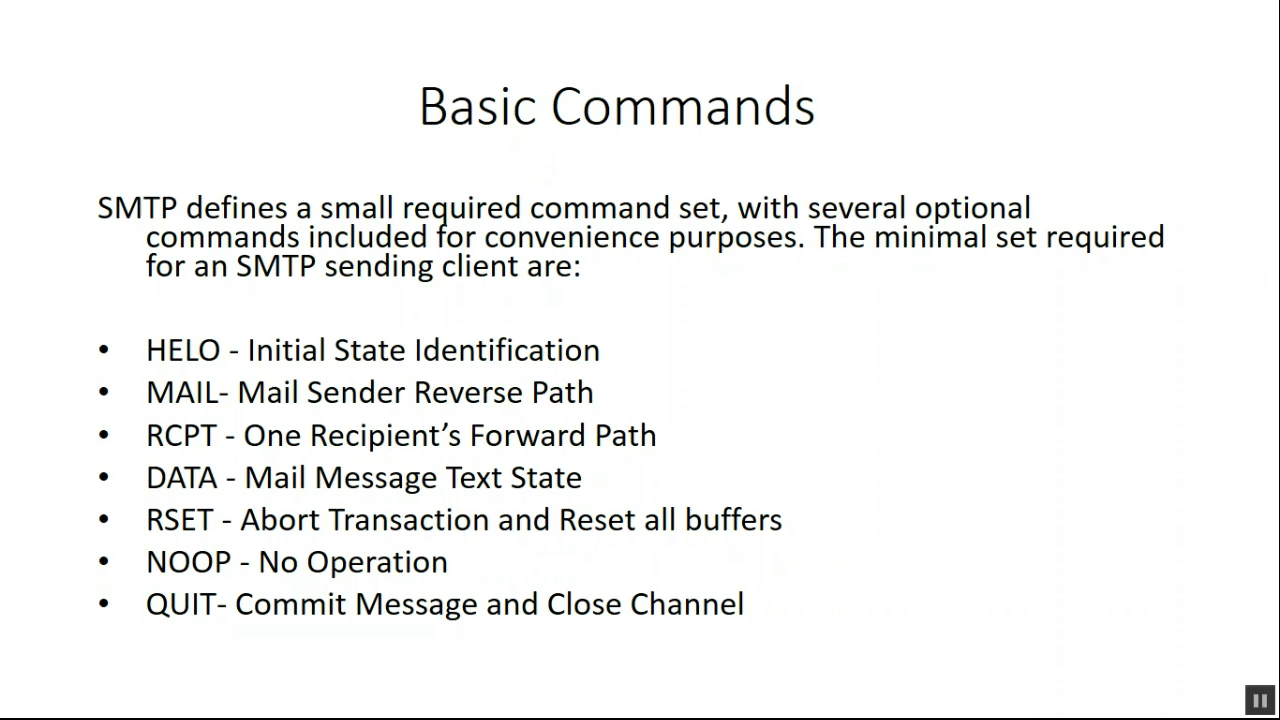 Basic Commands
SMTP defines a small required command set, with several optional
commands included for convenience purposes. The minimal set required
for an SMTP sending client are:
• HELO - Initial State Identification
• MAIL- Mail Sender Reverse Path
• RCPT - One Recipient’s Forward Path
• DATA - Mail Message Text State
• RSET - Abort Transaction and Reset all buffers
• NOOP - No Operation
• QUIT- Commit Message and Close Channel